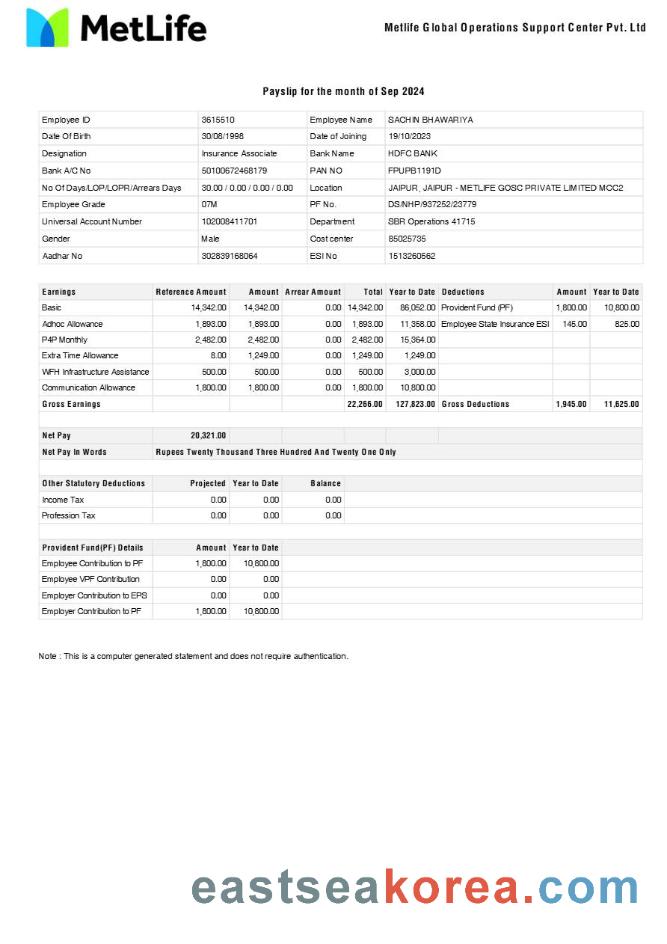 MetLife
Metlife Global Operations Support Center Pvt. Ltd
Payslip for the month of Sep 2024
Employee ID 3615610 Employee Name SACHIN BHAWARIYA
Date Of Birth 30/08/1998 Date of Joining 19/10/2023
Designation Insurance Associate Bank Name HDFC BANK
Bank A/C No 50100672468179 PAN NO FPUPB1191D
No Of Days/LOP/LOPR/Arrears Days 30.00 / 0.00 / 0.00 / 0.00 Location JAIPUR, JAIPUR - METLIFE GOSC PRIVATE LIMITED MCC2
Employee Grade 07M PF No. DS/NHP/937252/23779
Universal Account Number 102008411701 Department SBR Operations 41715
Gender Male Cost center 65025735
Aadhar No 302839168064 ESI No 1513260562
Earnings Reference Amount Amount Arrear Amount Total Year to Date Deductions Amount Year to Date
Basic 14,342.00 14,342.00 0.00 14,342.00 86,052.00 Provident Fund (PF) 1,800.00 10,800.00
Adhoc Allowance 1,893.00 1,893.00 0.00 1,893.00 11,358.00 Employee State Insurance ESI 145.00 825.00
P4P Monthly 2,482.00 2,482.00 0.00 2,482.00 15,364.00
Extra Time Allowance 8.00 1,249.00 0.00 1,249.00 1,249.00
WFH Infrastructure Assistance 500.00 500.00 0.00 500.00 3,000.00
Communication Allowance 1,800.00 1,800.00 0.00 1,800.00 10,800.00
Gross Earnings 22,266.00 127,823.00 Gross Deductions 1,945.00 11,625.00
Net Pay 20,321.00
Net Pay In Words Rupees Twenty Thousand Three Hundred And Twenty One Only
Other Statutory Deductions Projected Year to Date Balance
Income Tax 0.00 0.00 0.00
Profession Tax 0.00 0.00 0.00
Provident Fund(PF) Details Amount Year to Date
Employee Contribution to PF 1,800.00 10,800.00
Employee VPF Contribution 0.00 0.00
Employer Contribution to EPS 0.00 0.00
Employer Contribution to PF 1,800.00 10,800.00
Note : This is a computer generated statement and does not require authentication.
eastseakorea.com